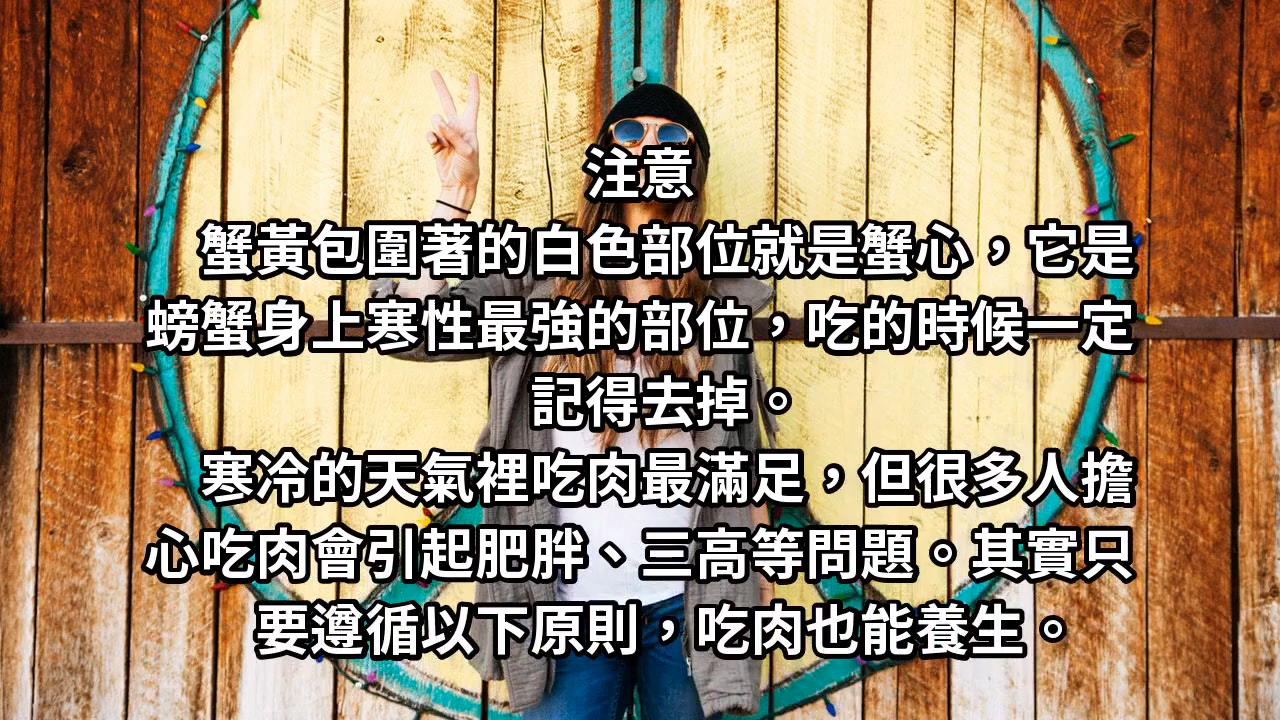 注意
蟹黃包圍著的白色部位就是蟹心，它是
螃蟹身上寒性最強的部位，吃的時候一定
記得去掉。
寒冷的天氣裡吃肉最滿足，但很多人擔
心吃肉會引起肥胖、三高等問題。其實只
要遵循以下原則，吃肉也能養生。